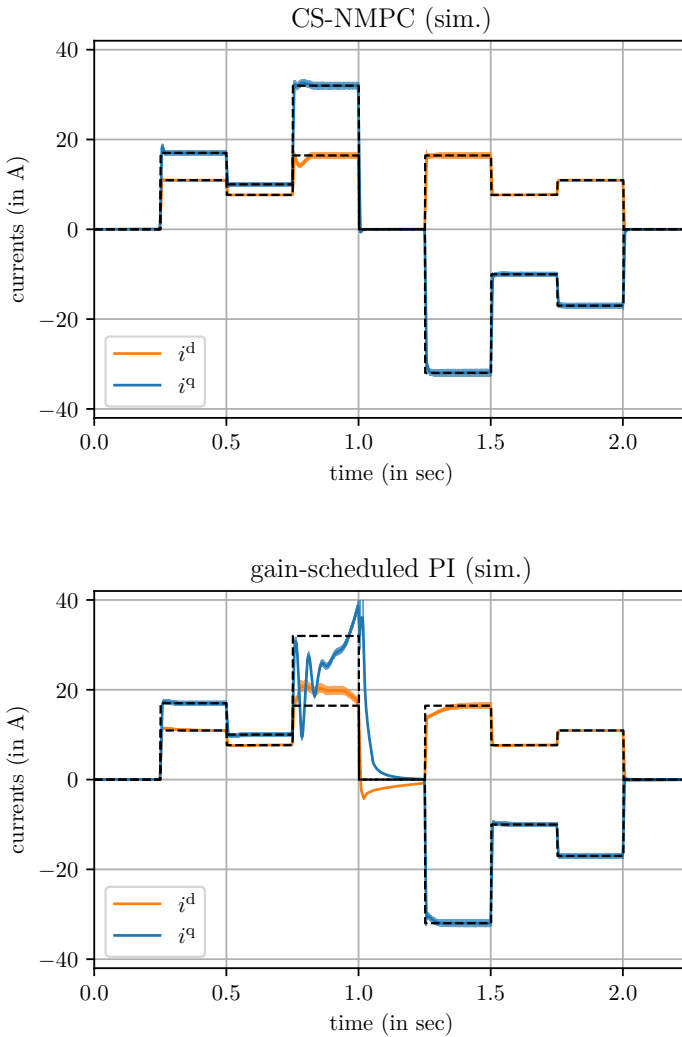 CS-NMPC (sim.)
40
20
0
−20
−40
currents (in A)
i^d
i^q
0.0 0.5 1.0 1.5 2.0
time (in sec)
gain-scheduled PI (sim.)
40
20
0
−20
−40
currents (in A)
i^d
i^q
0.0 0.5 1.0 1.5 2.0
time (in sec)